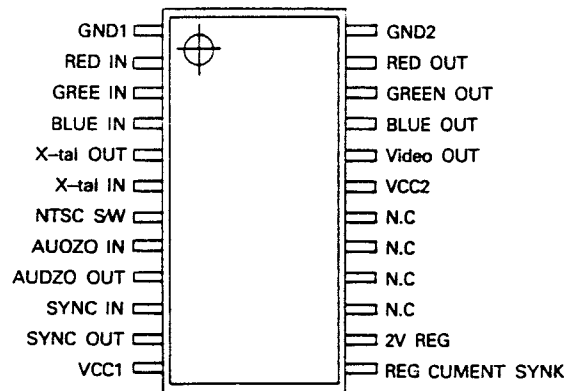 GND1 GND2
RED IN RED OUT
GREE IN GREEN OUT
BLUE IN BLUE OUT
X-tal OUT Video OUT
X-tal IN VCC2
NTSC S/W N.C
AUOZO IN N.C
AUDZO OUT N.C
SYNC IN N.C
SYNC OUT 2V REG
VCC1 REG CUMENT SYNK